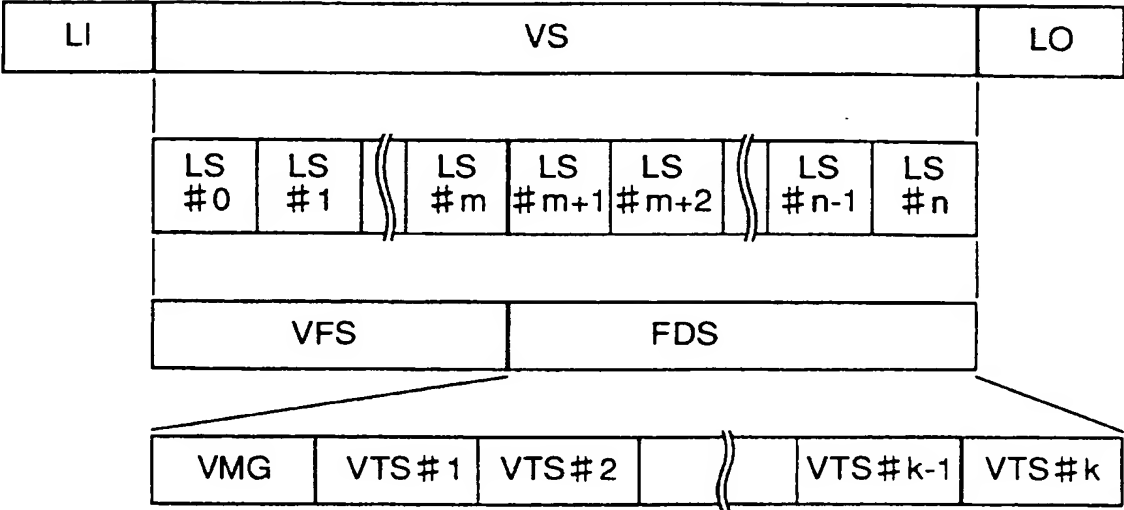 LI VS LO
LS LS LS LS LS LS LS
#0 #1 #m #m+1 #m+2 #n-1 #n
VFS FDS
VMG VTS#1 VTS#2 VTS#k-1 VTS#k